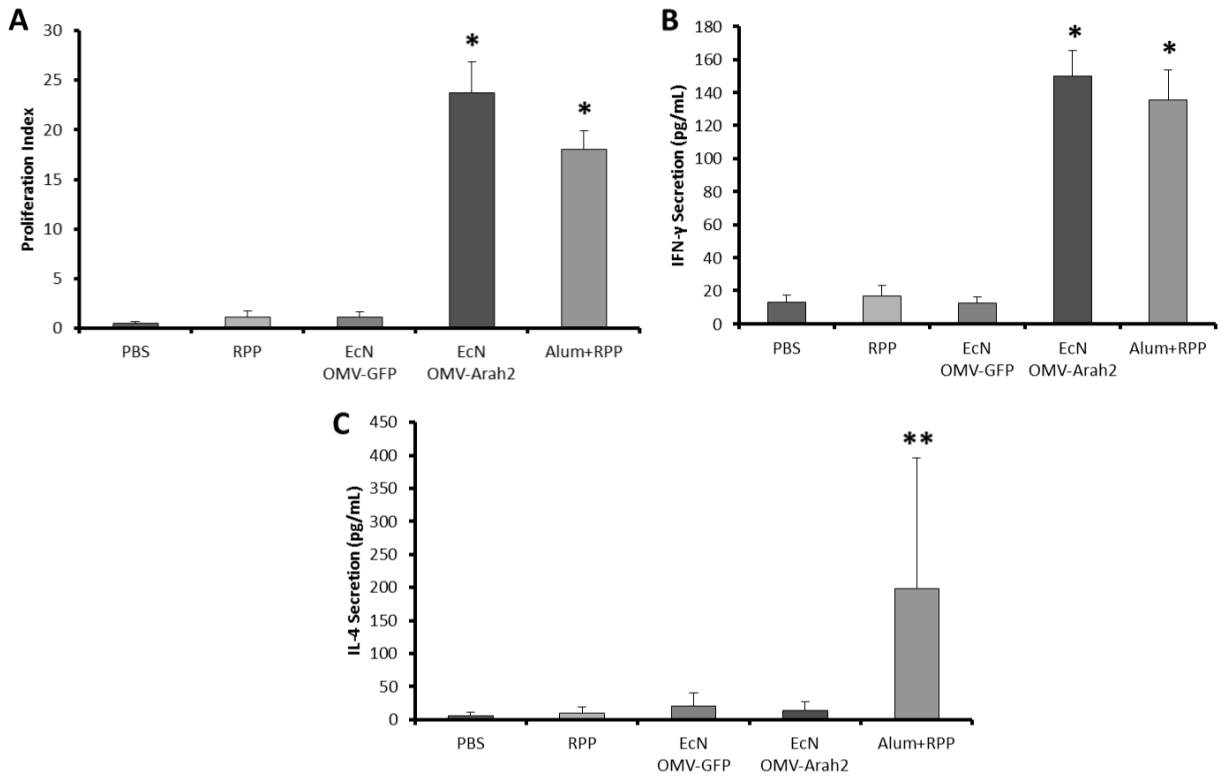 A
Proliferation Index
30
25
20
15
10
5
0
*
*
PBS
RPP
EcN
OMV-GFP
EcN
OMV-Arah2
Alum+RPP
B
IFN-γ Secretion (pg/mL)
180
160
140
120
100
80
60
40
20
0
*
*
PBS
RPP
EcN
OMV-GFP
EcN
OMV-Arah2
Alum+RPP
C
IL-4 Secretion (pg/mL)
450
400
350
300
250
200
150
100
50
0
**
PBS
RPP
EcN
OMV-GFP
EcN
OMV-Arah2
Alum+RPP